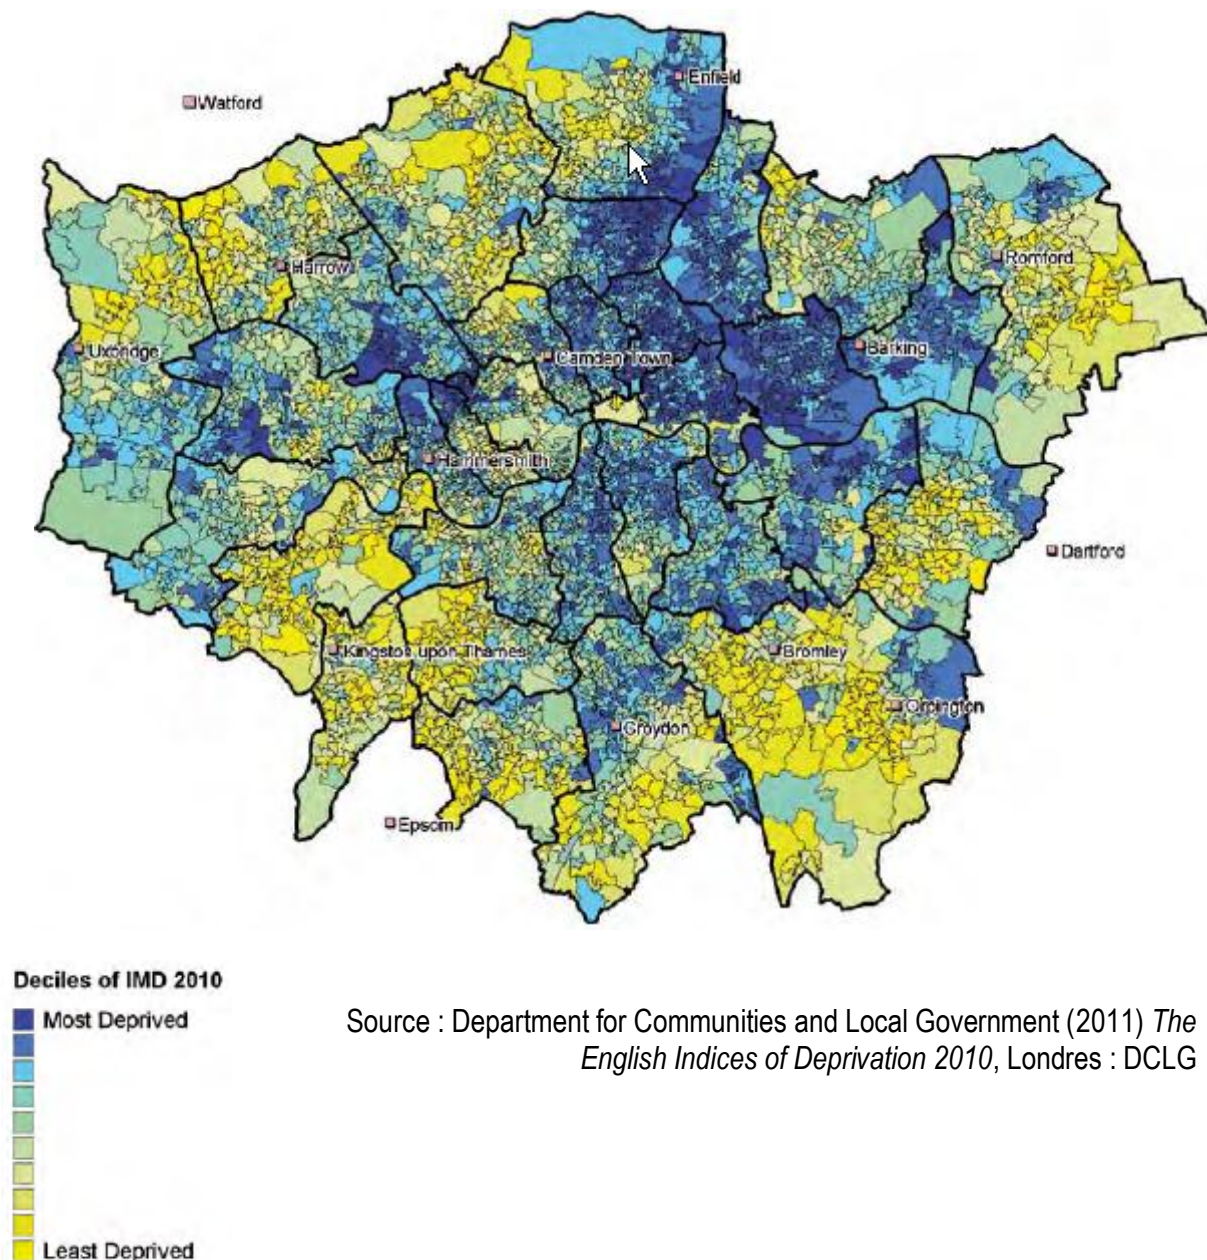 Enfield
Watford
Harrow
Romford
Uxbridge
Camden Town
Barking
Hammersmith
Dartford
Kingston upon Thames
Bromley
Orpington
Croydon
Epsom
Deciles of IMD 2010
Most Deprived
Source : Department for Communities and Local Government (2011) The
English Indices of Deprivation 2010, Londres : DCLG
Least Deprived